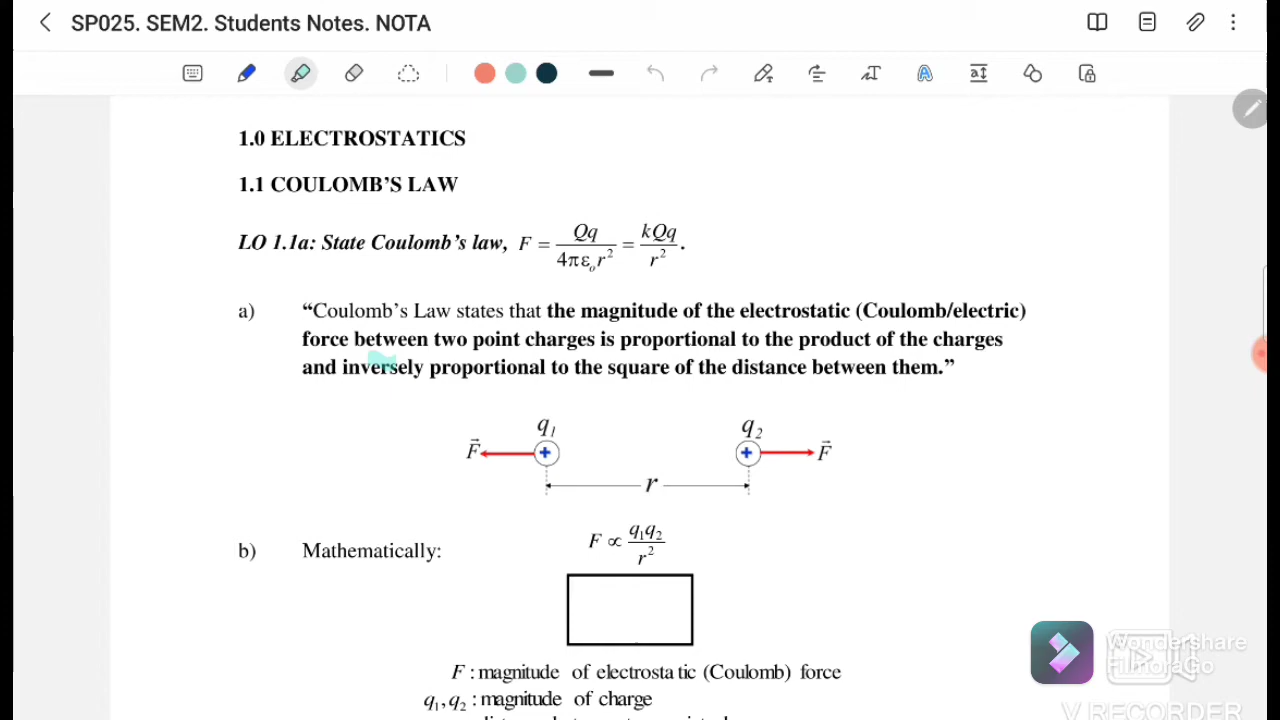 SP025. SEM2. Students Notes. NOTA
1.0 ELECTROSTATICS
1.1 COULOMB'S LAW
LO 1.1a: State Coulomb's law, F = Qq / 4πε₀r² = kQq / r².
a) “Coulomb's Law states that the magnitude of the electrostatic (Coulomb/electric)
force between two point charges is proportional to the product of the charges
and inversely proportional to the square of the distance between them.”
q₁ q₂
F⃗ + + F⃗
r
b) Mathematically: F ∝ q₁q₂ / r²
F : magnitude of electrosta tic (Coulomb) force
q₁, q₂ : magnitude of charge
Wondershare
FilmoraGo
V RECORDER